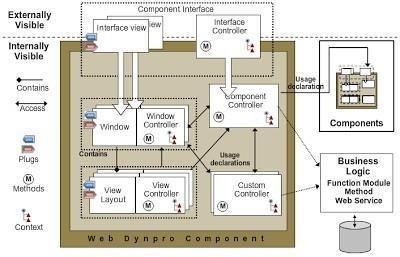 Externally
Visible
Component Interface
Interface view
Interface
Controller
M
Internally
Visible
Contains
Access
Plugs
M
Methods
Context
Window
Window
Controller
M
Component
Controller
M
Usage
declaration
Components
Contains
Usage
declarations
View
Layout
View
Controller
M
Custom
Controller
M
Business
Logic
Function Module
Method
Web Service
Web Dynpro Component